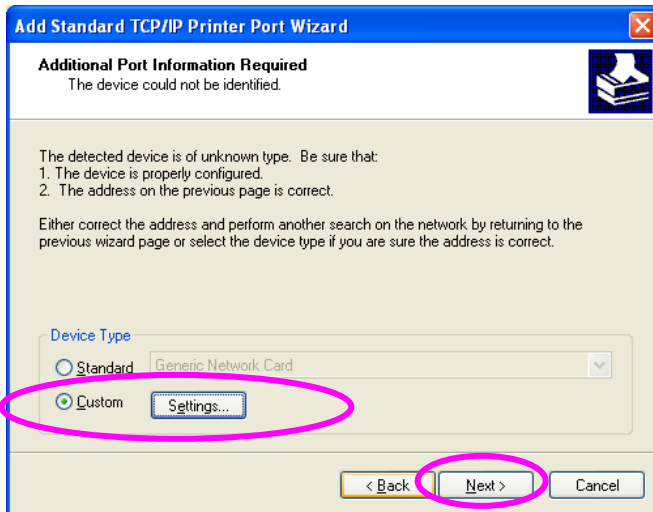 Add Standard TCP/IP Printer Port Wizard
Additional Port Information Required
The device could not be identified.
The detected device is of unknown type. Be sure that:
1. The device is properly configured.
2. The address on the previous page is correct.
Either correct the address and perform another search on the network by returning to the
previous wizard page or select the device type if you are sure the address is correct.
Device Type
Standard Generic Network Card
Custom Settings...
< Back Next > Cancel